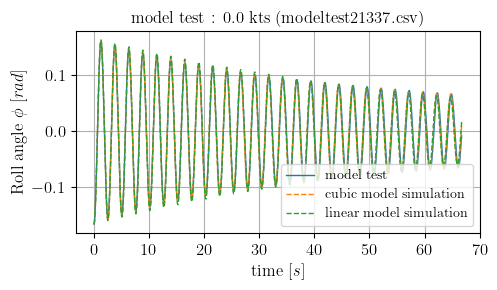 model test : 0.0 kts (modeltest21337.csv)
Roll angle ϕ [rad]
0.1
0.0
−0.1
model test
cubic model simulation
linear model simulation
0 10 20 30 40 50 60 70
time [s]